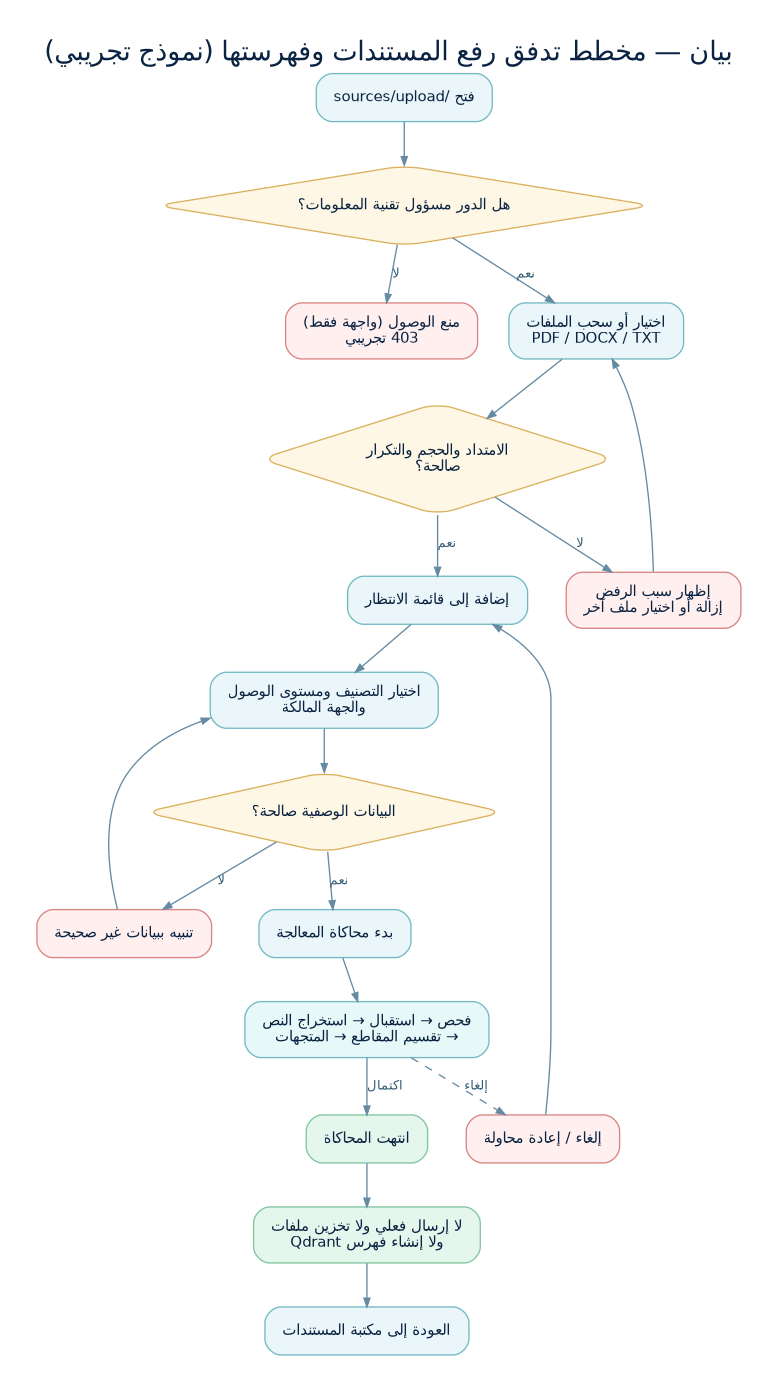 بيان — مخطط تدفق رفع المستندات وفهرستها (نموذج تجريبي)
فتح /sources/upload
هل الدور مسؤول تقنية المعلومات؟
لا
نعم
منع الوصول (واجهة فقط)
403 تجريبي
اختيار أو سحب الملفات
PDF / DOCX / TXT
الامتداد والحجم والتكرار
صالحة؟
نعم
لا
إظهار سبب الرفض
إزالة أو اختيار ملف آخر
إضافة إلى قائمة الانتظار
اختيار التصنيف ومستوى الوصول
والجهة المالكة
البيانات الوصفية صالحة؟
لا
نعم
تنبيه ببيانات غير صحيحة
بدء محاكاة المعالجة
فحص → استقبال → استخراج النص
→ تقسيم المقاطع → المتجهات
اكتمال
إلغاء
انتهت المحاكاة
إلغاء / إعادة محاولة
لا إرسال فعلي ولا تخزين ملفات
ولا إنشاء فهرس Qdrant
العودة إلى مكتبة المستندات